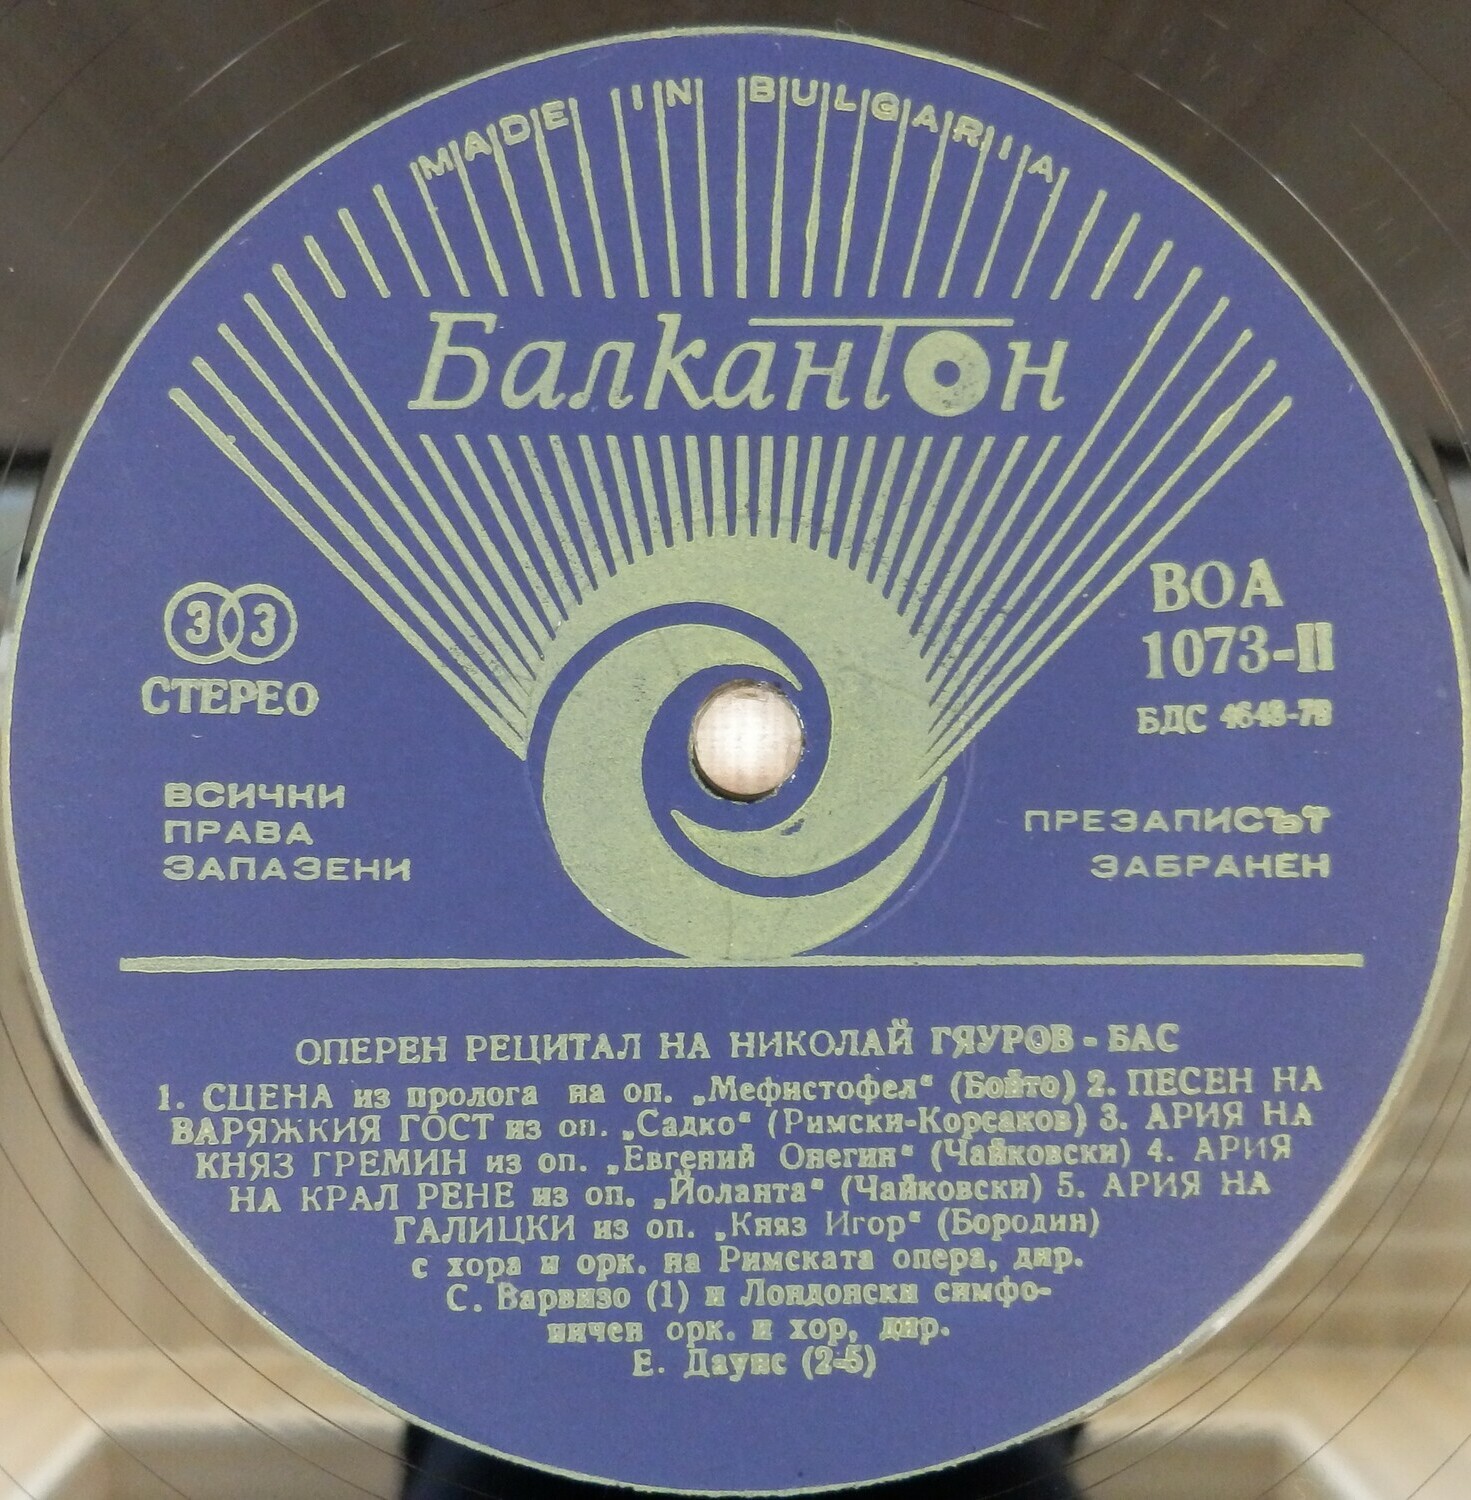 MADE IN BULGARIA
Балкантон
33
СТЕРЕО
ВОА
1073-II
БДС 4648-78
ВСИЧКИ
ПРАВА
ЗАПАЗЕНИ
ПРЕЗАПИСЪТ
ЗАБРАНЕН
ОПЕРЕН РЕЦИТАЛ НА НИКОЛАЙ ГЯУРОВ - БАС
1. СЦЕНА из пролога на оп. „Мефистофел“ (Бойто) 2. ПЕСЕН НА
ВАРЯЖКИЯ ГОСТ из оп. „Садко“ (Римски-Корсаков) 3. АРИЯ НА
КНЯЗ ГРЕМИН из оп. „Евгений Онегин“ (Чайковски) 4. АРИЯ
НА КРАЛ РЕНЕ из оп. „Йоланта“ (Чайковски) 5. АРИЯ НА
ГАЛИЦКИ из оп. „Княз Игор“ (Бородин)
с хора и орк. на Римската опера, дир.
С. Варвизо (1) и Лондонски симфо-
ничен орк. и хор, дир.
Е. Даунс (2-5)